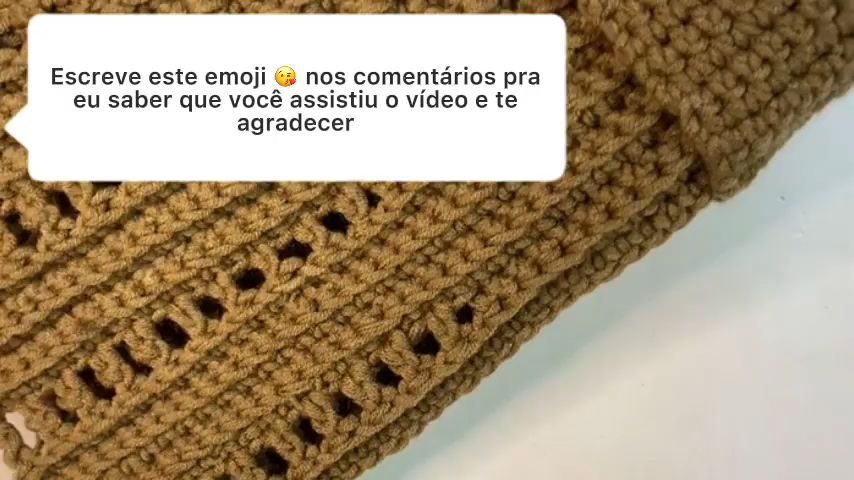 Escreve este emoji 😘 nos comentários pra
eu saber que você assistiu o vídeo e te
agradecer